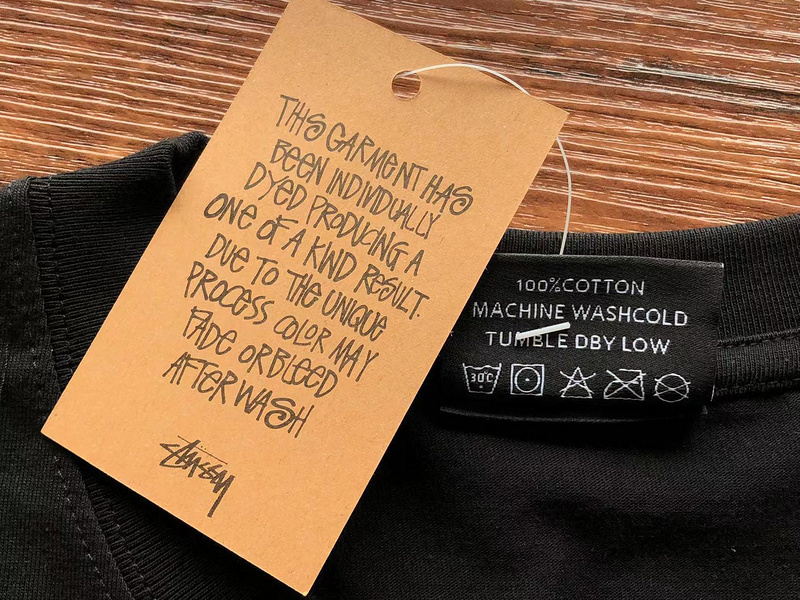 THIS GARMENT HAS
BEEN INDIVIDUALLY
DYED PRODUCING A
ONE OF A KIND RESULT.
DUE TO THE UNIQUE
PROCESS COLOR MAY
FADE OR BLEED
AFTER WASH
Stüssy
100%COTTON
MACHINE WASHCOLD
TUMBLE DBY LOW
30°C